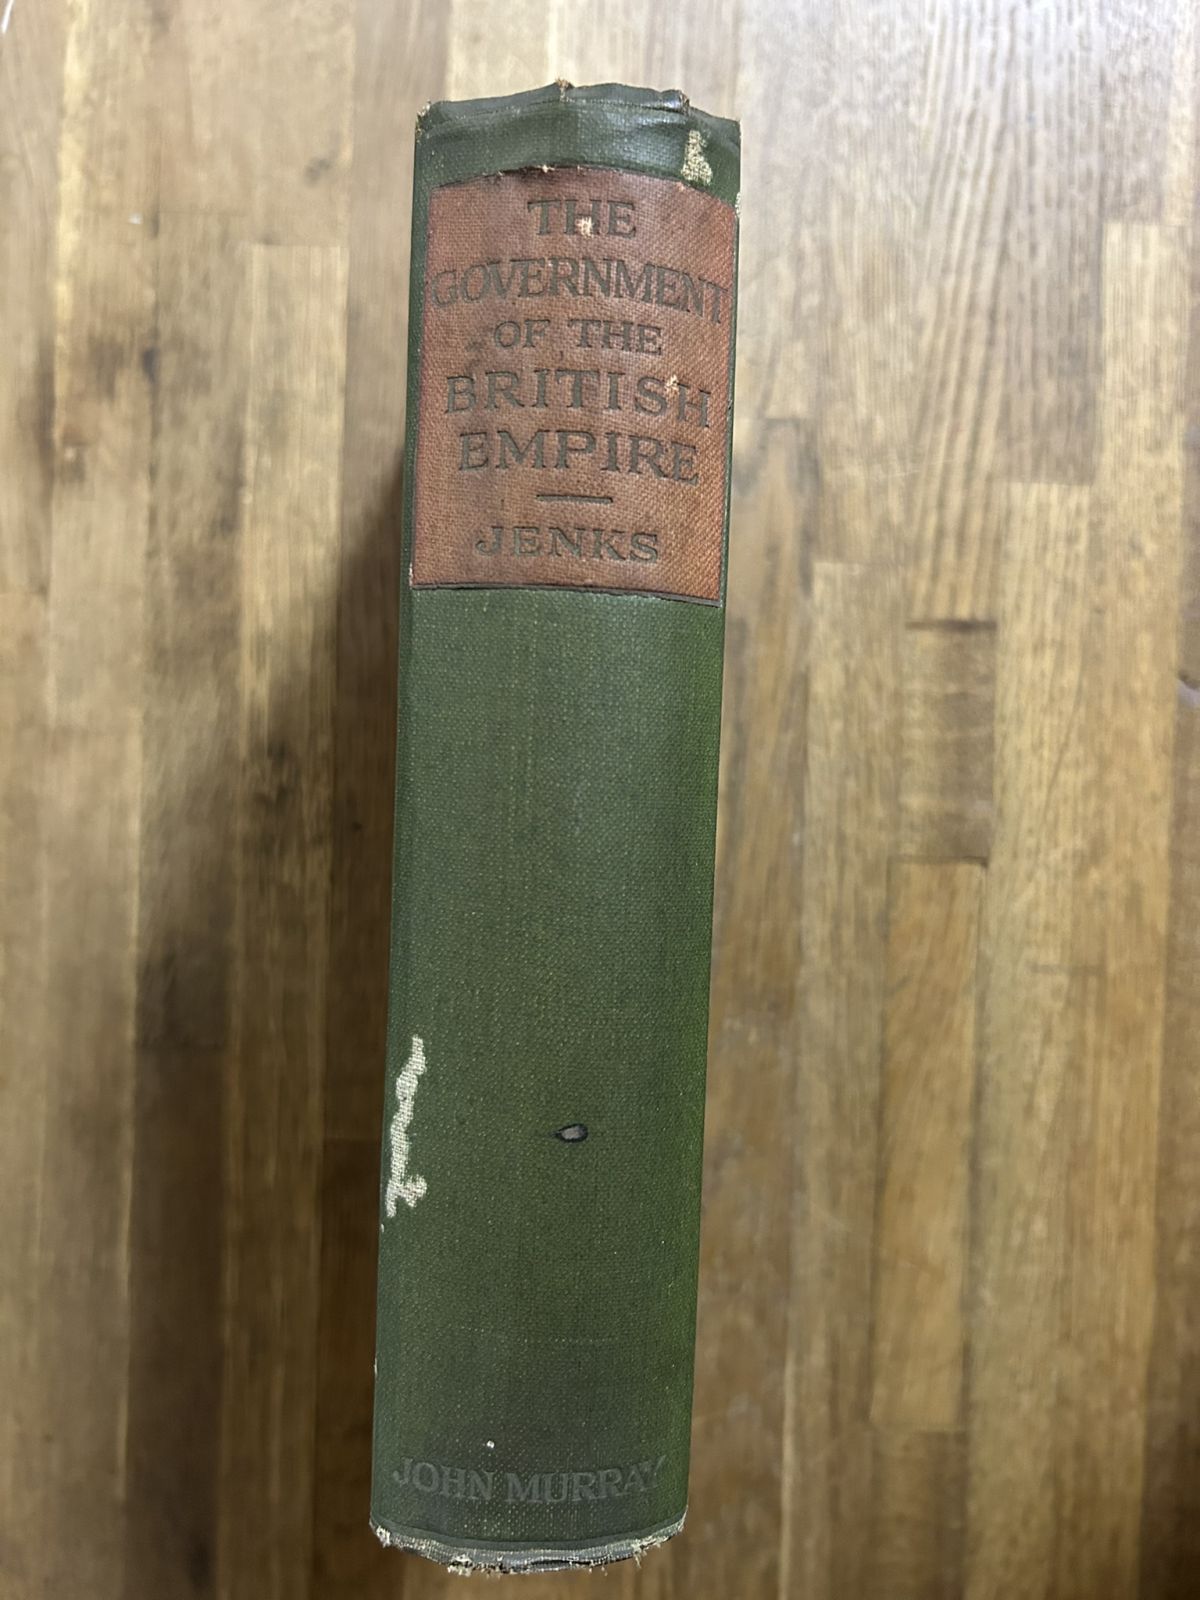 THE
GOVERNMENT
OF THE
BRITISH
EMPIRE
JENKS
JOHN MURRAY